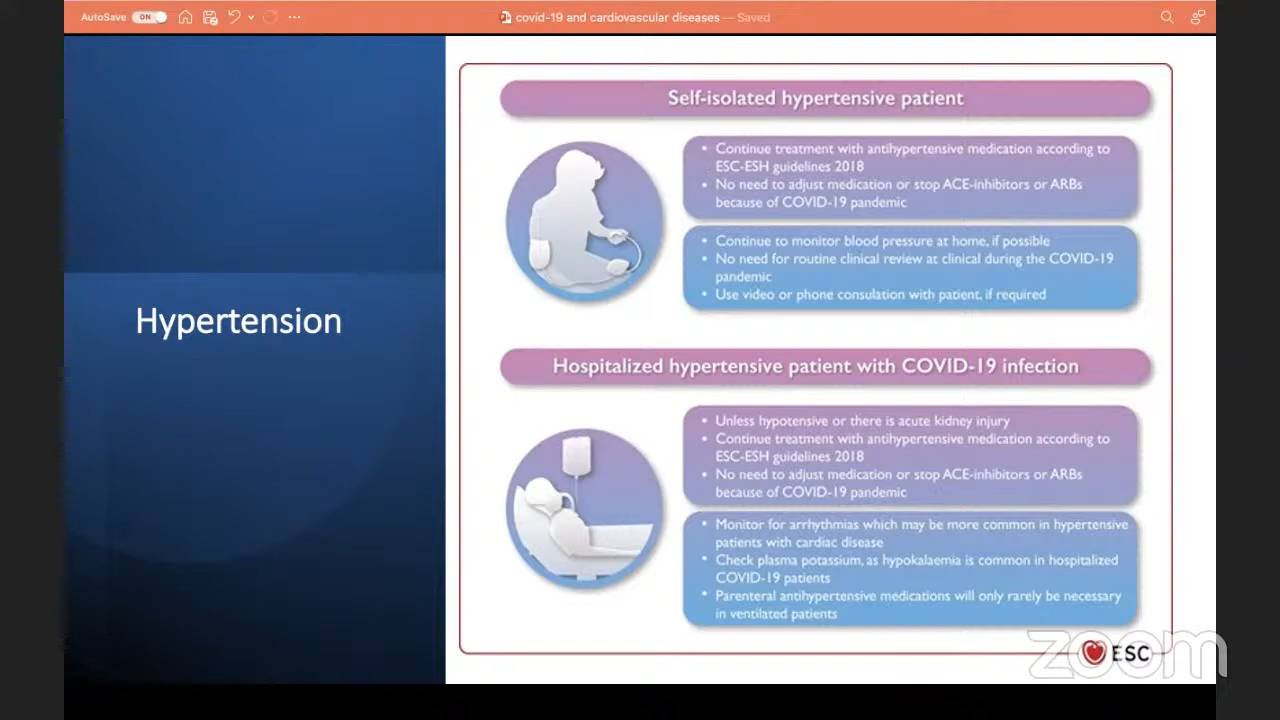 AutoSave ON
covid-19 and cardiovascular diseases — Saved
Hypertension
Self-isolated hypertensive patient
• Continue treatment with antihypertensive medication according to
ESC-ESH guidelines 2018
• No need to adjust medication or stop ACE-inhibitors or ARBs
because of COVID-19 pandemic
• Continue to monitor blood pressure at home, if possible
• No need for routine clinical review at clinical during the COVID-19
pandemic
• Use video or phone consulation with patient, if required
Hospitalized hypertensive patient with COVID-19 infection
• Unless hypotensive or there is acute kidney injury
• Continue treatment with antihypertensive medication according to
ESC-ESH guidelines 2018
• No need to adjust medication or stop ACE-inhibitors or ARBs
because of COVID-19 pandemic
• Monitor for arrhythmias which may be more common in hypertensive
patients with cardiac disease
• Check plasma potassium, as hypokalaemia is common in hospitalized
COVID-19 patients
• Parenteral antihypertensive medications will only rarely be necessary
in ventilated patients
ESC
zoom